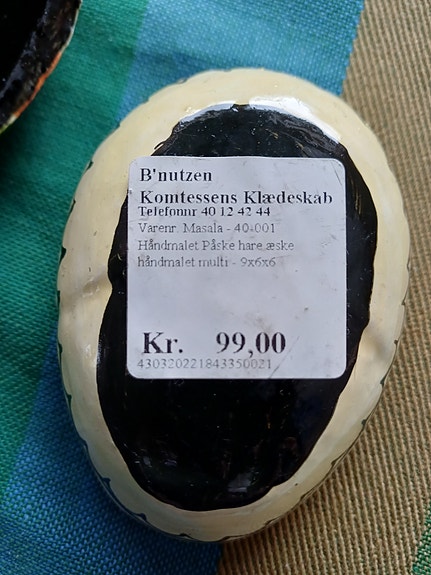 B'nutzen
Komtessens Klædeskab
Telefonnr 40 12 42 44
Varenr. Masala - 40-001
Håndmalet Påske hare æske
håndmalet multi - 9x6x6
Kr. 99,00
430320221843350021